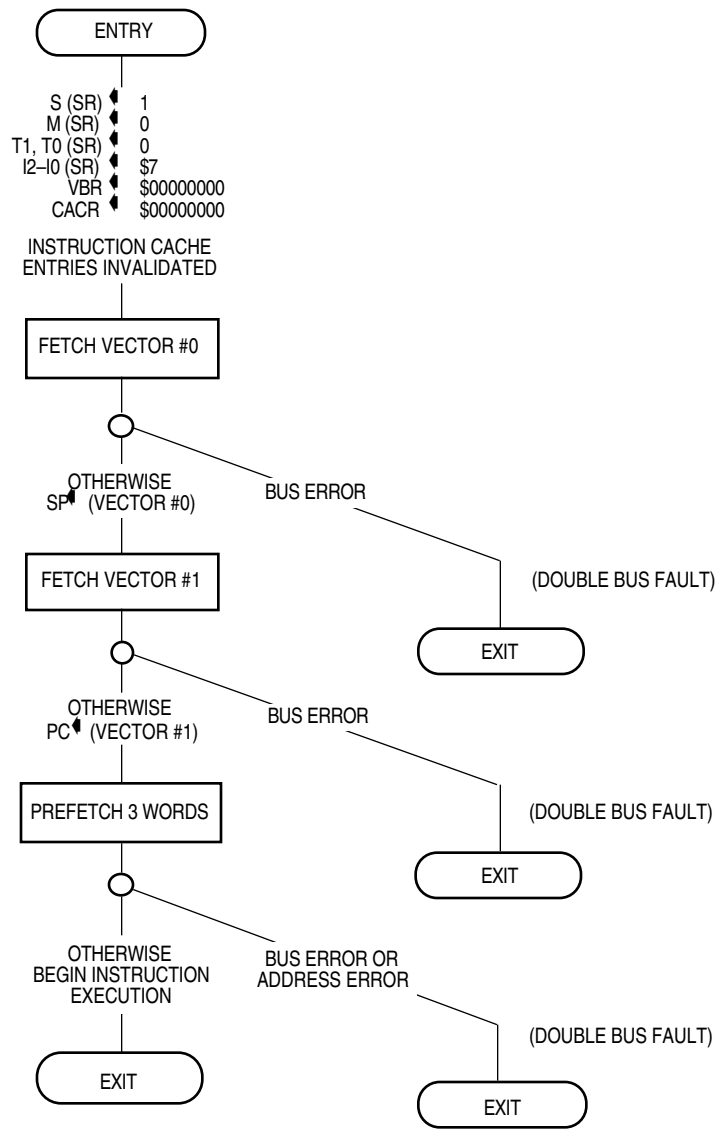 ENTRY
S (SR) 1
M (SR) 0
T1, T0 (SR) 0
I2–I0 (SR) $7
VBR $00000000
CACR $00000000
INSTRUCTION CACHE
ENTRIES INVALIDATED
FETCH VECTOR #0
OTHERWISE
SP (VECTOR #0)
BUS ERROR
FETCH VECTOR #1
(DOUBLE BUS FAULT)
EXIT
OTHERWISE
PC (VECTOR #1)
BUS ERROR
PREFETCH 3 WORDS
(DOUBLE BUS FAULT)
EXIT
OTHERWISE
BEGIN INSTRUCTION
EXECUTION
BUS ERROR OR
ADDRESS ERROR
(DOUBLE BUS FAULT)
EXIT
EXIT